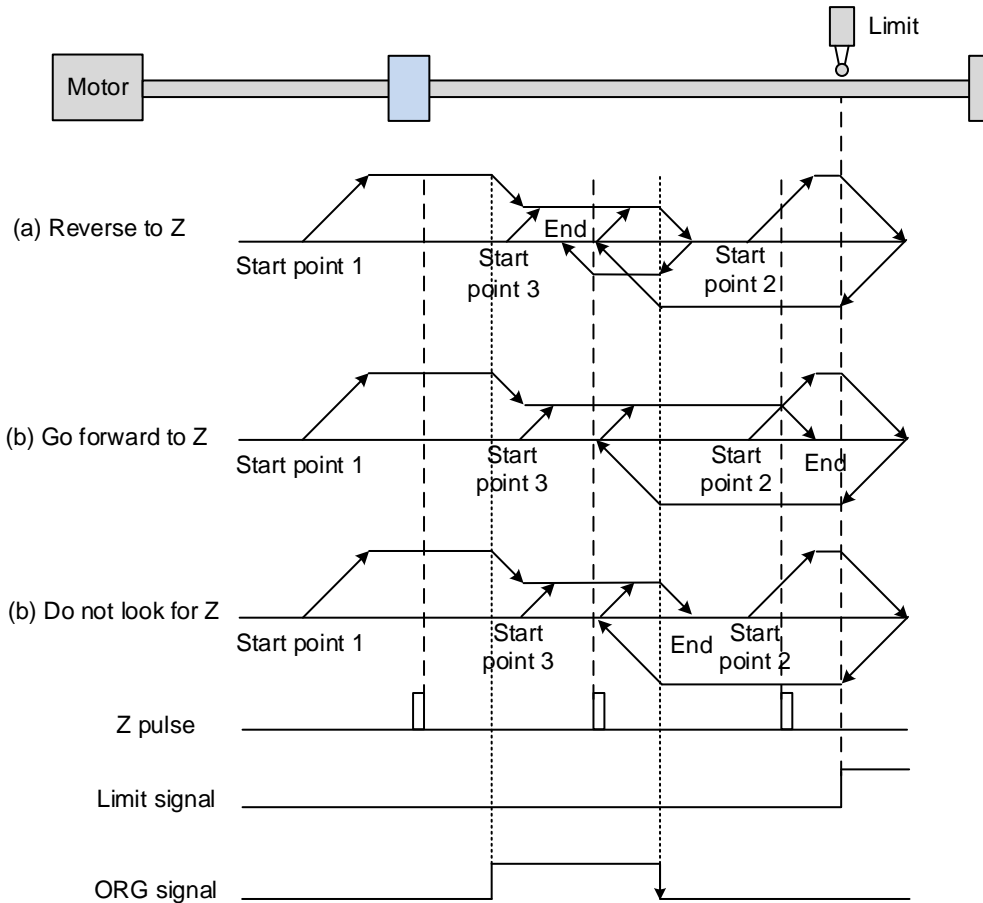 Limit
Motor
(a) Reverse to Z
End
Start point 1
Start
point 3
Start
point 2
(b) Go forward to Z
Start point 1
Start
point 3
Start
point 2
End
(b) Do not look for Z
Start point 1
Start
point 3
End
Start
point 2
Z pulse
Limit signal
ORG signal